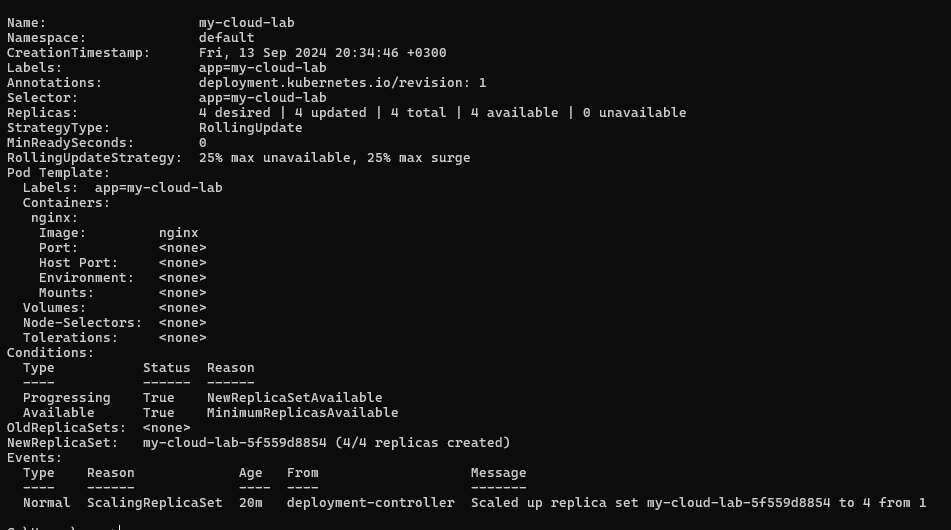 Name:                   my-cloud-lab
Namespace:              default
CreationTimestamp:      Fri, 13 Sep 2024 20:34:46 +0300
Labels:                 app=my-cloud-lab
Annotations:            deployment.kubernetes.io/revision: 1
Selector:               app=my-cloud-lab
Replicas:               4 desired | 4 updated | 4 total | 4 available | 0 unavailable
StrategyType:           RollingUpdate
MinReadySeconds:        0
RollingUpdateStrategy:  25% max unavailable, 25% max surge
Pod Template:
  Labels:  app=my-cloud-lab
  Containers:
   nginx:
    Image:         nginx
    Port:          <none>
    Host Port:     <none>
    Environment:   <none>
    Mounts:        <none>
  Volumes:         <none>
  Node-Selectors:  <none>
  Tolerations:     <none>
Conditions:
  Type           Status  Reason
  ----           ------  ------
  Progressing    True    NewReplicaSetAvailable
  Available      True    MinimumReplicasAvailable
OldReplicaSets:  <none>
NewReplicaSet:   my-cloud-lab-5f559d8854 (4/4 replicas created)
Events:
  Type    Reason             Age   From                   Message
  ----    ------             ----  ----                   -------
  Normal  ScalingReplicaSet  20m   deployment-controller  Scaled up replica set my-cloud-lab-5f559d8854 to 4 from 1